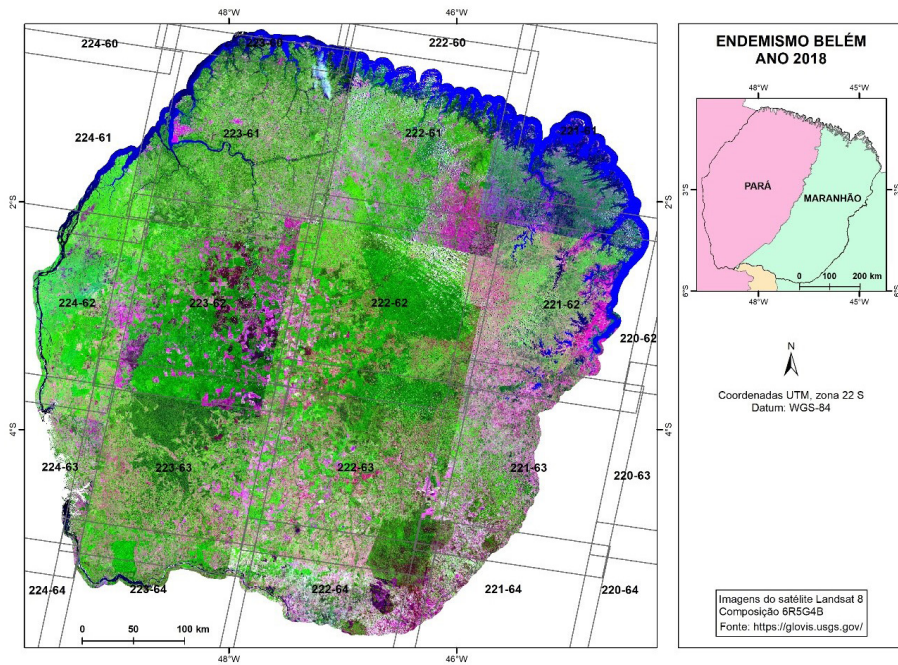 48°W
46°W
224-60
223-60
222-60
224-61
223-61
222-61
221-61
2°S
2°S
224-62
223-62
222-62
221-62
220-62
4°S
4°S
224-63
223-63
222-63
221-63
220-63
224-64
223-64
222-64
221-64
220-64
0 50 100 km
48°W
46°W
ENDEMISMO BELÉM
ANO 2018
48°W
45°W
PARÁ
MARANHÃO
3°S
3°S
0 100 200 km
6°S
6°S
48°W
45°W
N
Coordenadas UTM, zona 22 S
Datum: WGS-84
Imagens do satélite Landsat 8
Composição 6R5G4B
Fonte: https://glovis.usgs.gov/